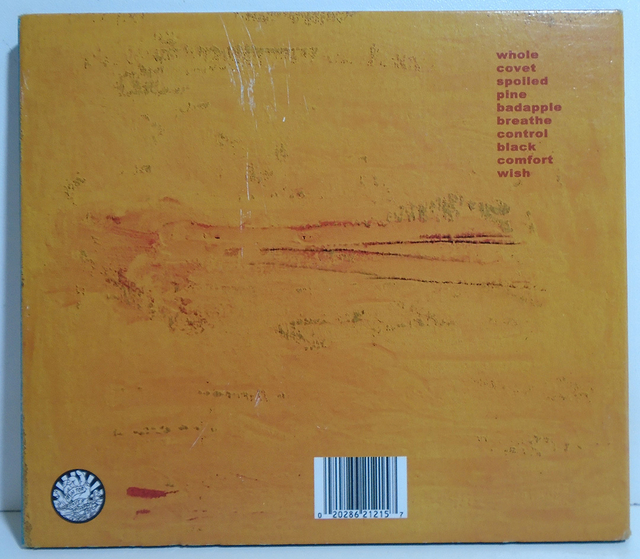 whole
covet
spoiled
pine
badapple
breathe
control
black
comfort
wish
0 20286 21215 7